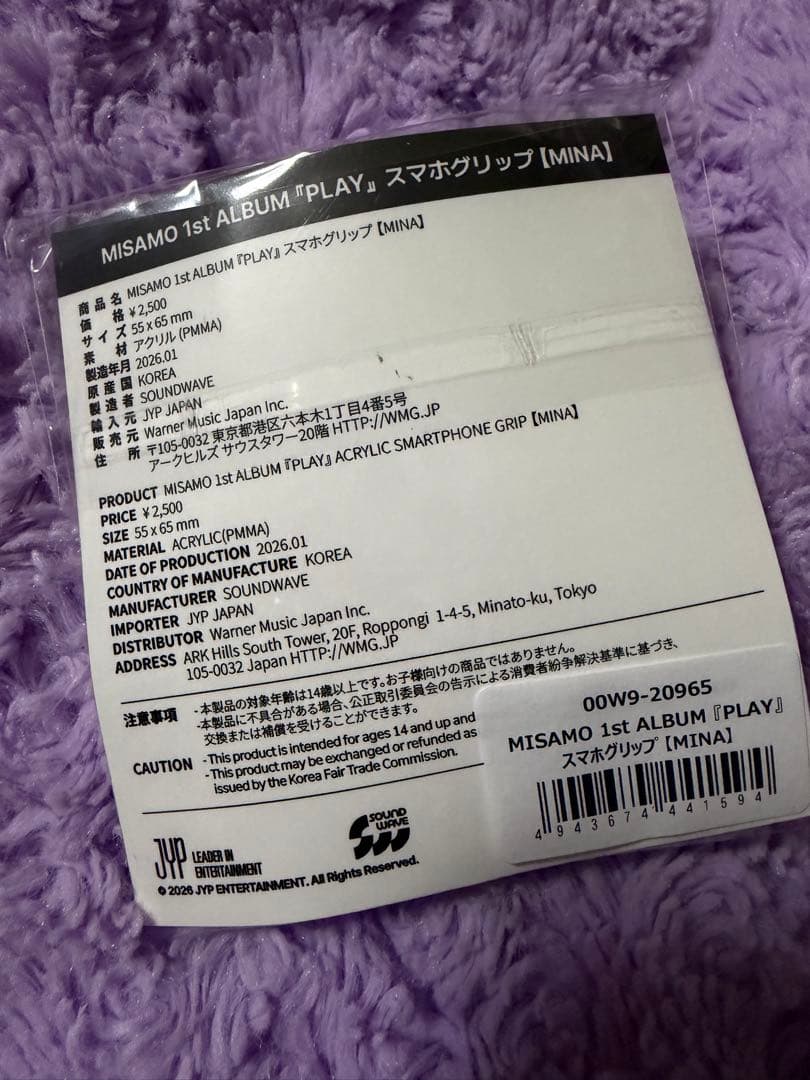 MISAMO 1st ALBUM『PLAY』スマホグリップ【MINA】
商品名 MISAMO 1st ALBUM『PLAY』スマホグリップ【MINA】
価格 ¥2,500
サイズ 55 x 65 mm
素材 アクリル (PMMA)
製造年月 2026.01
原産国 KOREA
製造者 SOUNDWAVE
輸入元 JYP JAPAN
販売元 Warner Music Japan Inc.
住所 〒105-0032 東京都港区六本木1丁目4番5号
アークヒルズ サウスタワー20階 HTTP://WMG.JP
PRODUCT MISAMO 1st ALBUM『PLAY』ACRYLIC SMARTPHONE GRIP【MINA】
PRICE ¥2,500
SIZE 55 x 65 mm
MATERIAL ACRYLIC(PMMA)
DATE OF PRODUCTION 2026.01
COUNTRY OF MANUFACTURE KOREA
MANUFACTURER SOUNDWAVE
IMPORTER JYP JAPAN
DISTRIBUTOR Warner Music Japan Inc.
ADDRESS ARK Hills South Tower, 20F, Roppongi 1-4-5, Minato-ku, Tokyo
105-0032 Japan HTTP://WMG.JP
注意事項 - 本製品の対象年齢は14歳以上です。お子様向けの商品ではありません。
- 本製品に不具合がある場合、公正取引委員会の告示による消費者紛争解決基準に基づき、
交換または補償を受けることができます。
CAUTION - This product is intended for ages 14 and up and
- This product may be exchanged or refunded as
issued by the Korea Fair Trade Commission.
00W9-20965
MISAMO 1st ALBUM『PLAY』
スマホグリップ【MINA】
4943674441594
JYP LEADER IN
ENTERTAINMENT
SOUND
WAVE
© 2026 JYP ENTERTAINMENT. All Rights Reserved.